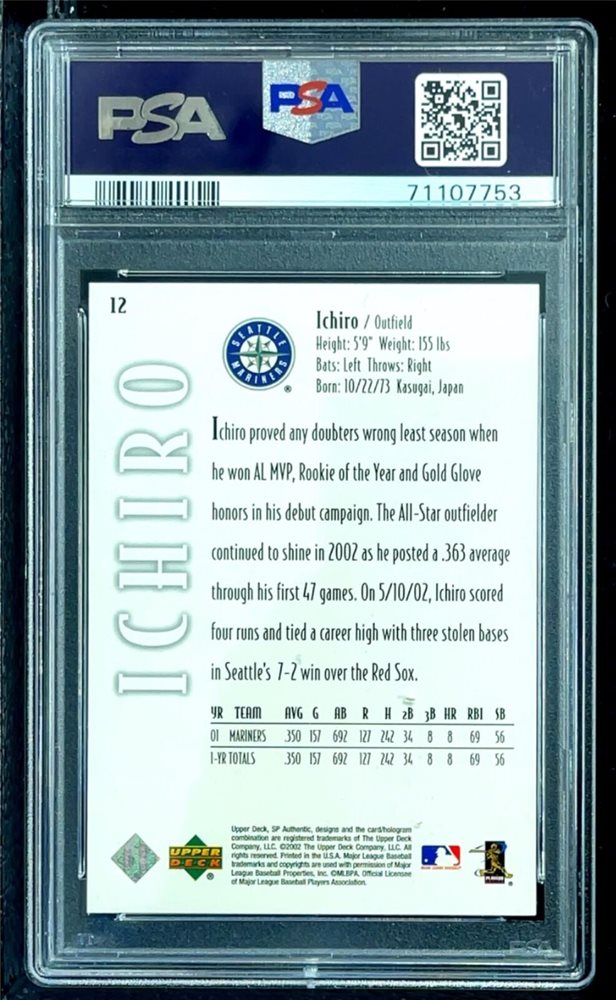 PSA
PSA
71107753
12
Ichiro / Outfield
Height: 5'9" Weight: 155 lbs
Bats: Left Throws: Right
Born: 10/22/73 Kasugai, Japan
SEATTLE
MARINERS
®
ICHIRO
Ichiro proved any doubters wrong least season when
he won AL MVP, Rookie of the Year and Gold Glove
honors in his debut campaign. The All-Star outfielder
continued to shine in 2002 as he posted a .363 average
through his first 47 games. On 5/10/02, Ichiro scored
four runs and tied a career high with three stolen bases
in Seattle's 7-2 win over the Red Sox.
YR TEAM AVG G AB R H 2B 3B HR RBI SB
01 MARINERS .350 157 692 127 242 34 8 8 69 56
1-YR TOTALS .350 157 692 127 242 34 8 8 69 56
Upper Deck, SP Authentic, designs and the card/hologram
combination are registered trademarks of The Upper Deck
Company, LLC. ©2002 The Upper Deck Company, LLC. All
rights reserved. Printed in the U.S.A. Major League Baseball
trademarks and copyrights are used with permission of Major
League Baseball Properties, Inc. ©MLBPA, Official Licensee
of Major League Baseball Players Association.
UPPER
DECK
®
PSA